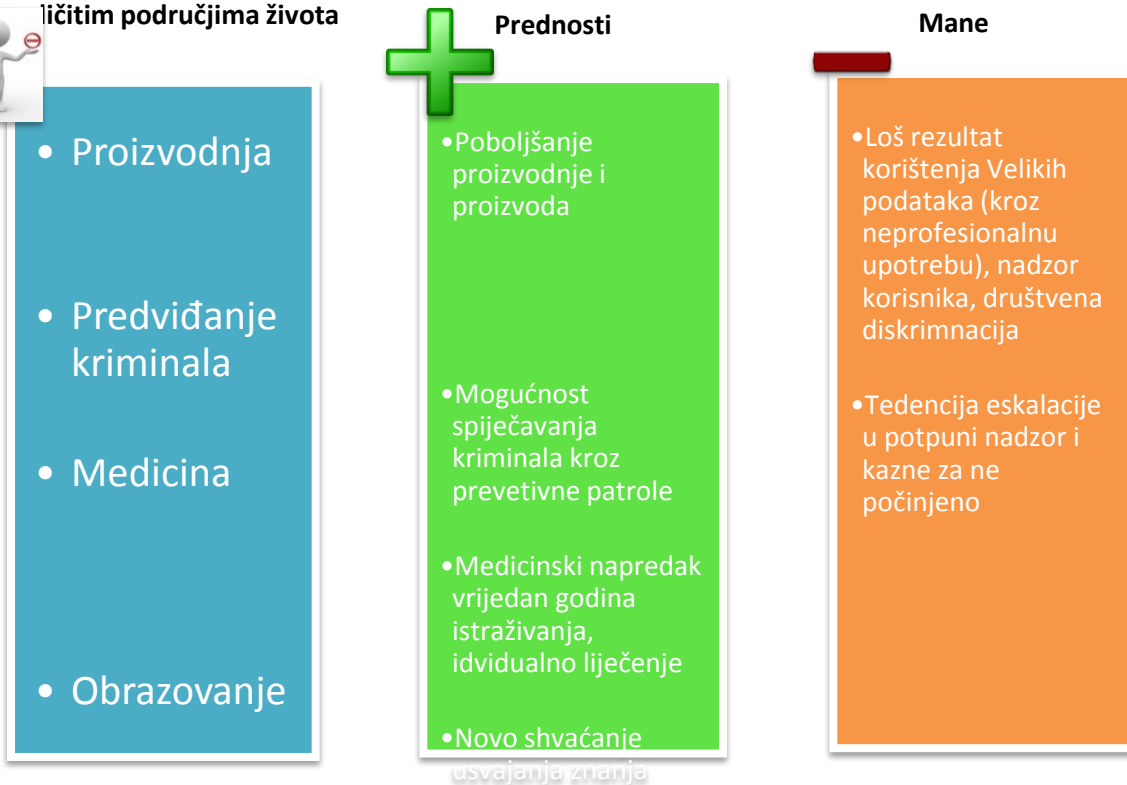 ličitim područjima života
• Proizvodnja
• Predviđanje
kriminala
• Medicina
• Obrazovanje
Prednosti
•Poboljšanje
proizvodnje i
proizvoda
•Mogućnost
spiječavanja
kriminala kroz
prevetivne patrole
•Medicinski napredak
vrijedan godina
istraživanja,
idvidualno liječenje
•Novo shvaćanje
usvajanja znanja
Mane
•Loš rezultat
korištenja Velikih
podataka (kroz
neprofesionalnu
upotrebu), nadzor
korisnika, društvena
diskrimnacija
•Tedencija eskalacije
u potpuni nadzor i
kazne za ne
počinjeno